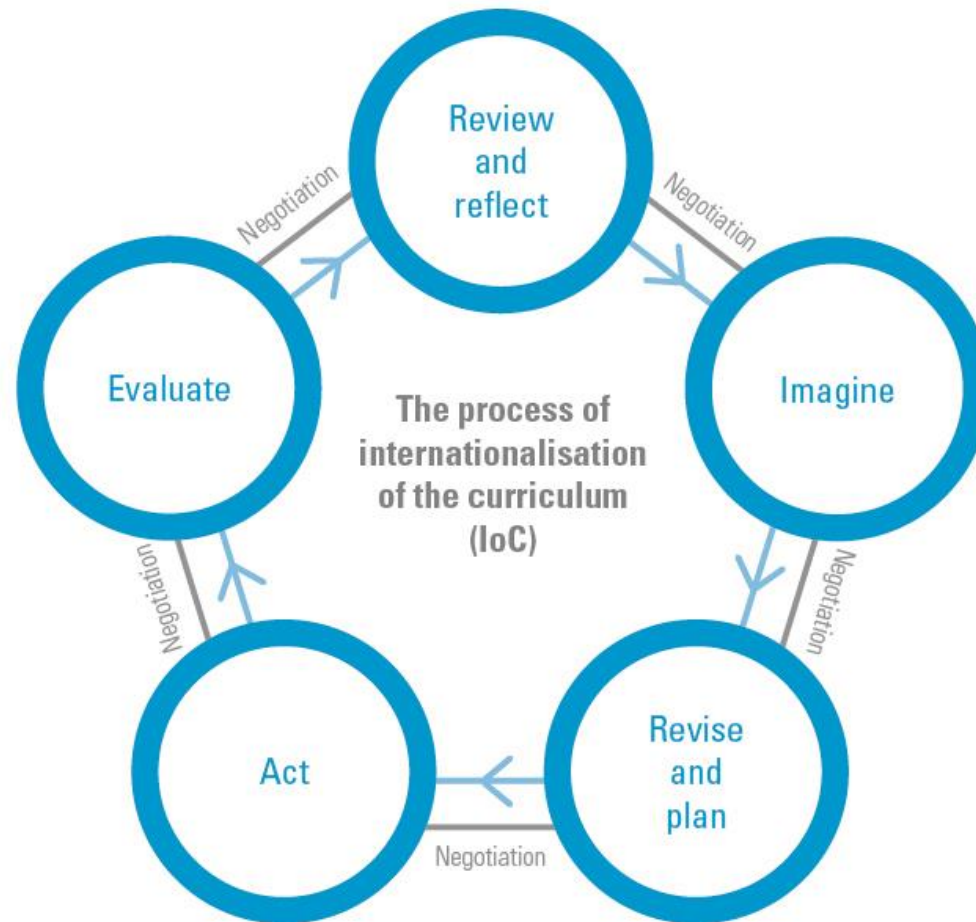 Review
and
reflect
Negotiation
Negotiation
Evaluate
Imagine
The process of
internationalisation
of the curriculum
(IoC)
Negotiation
Negotiation
Act
Revise
and
plan
Negotiation